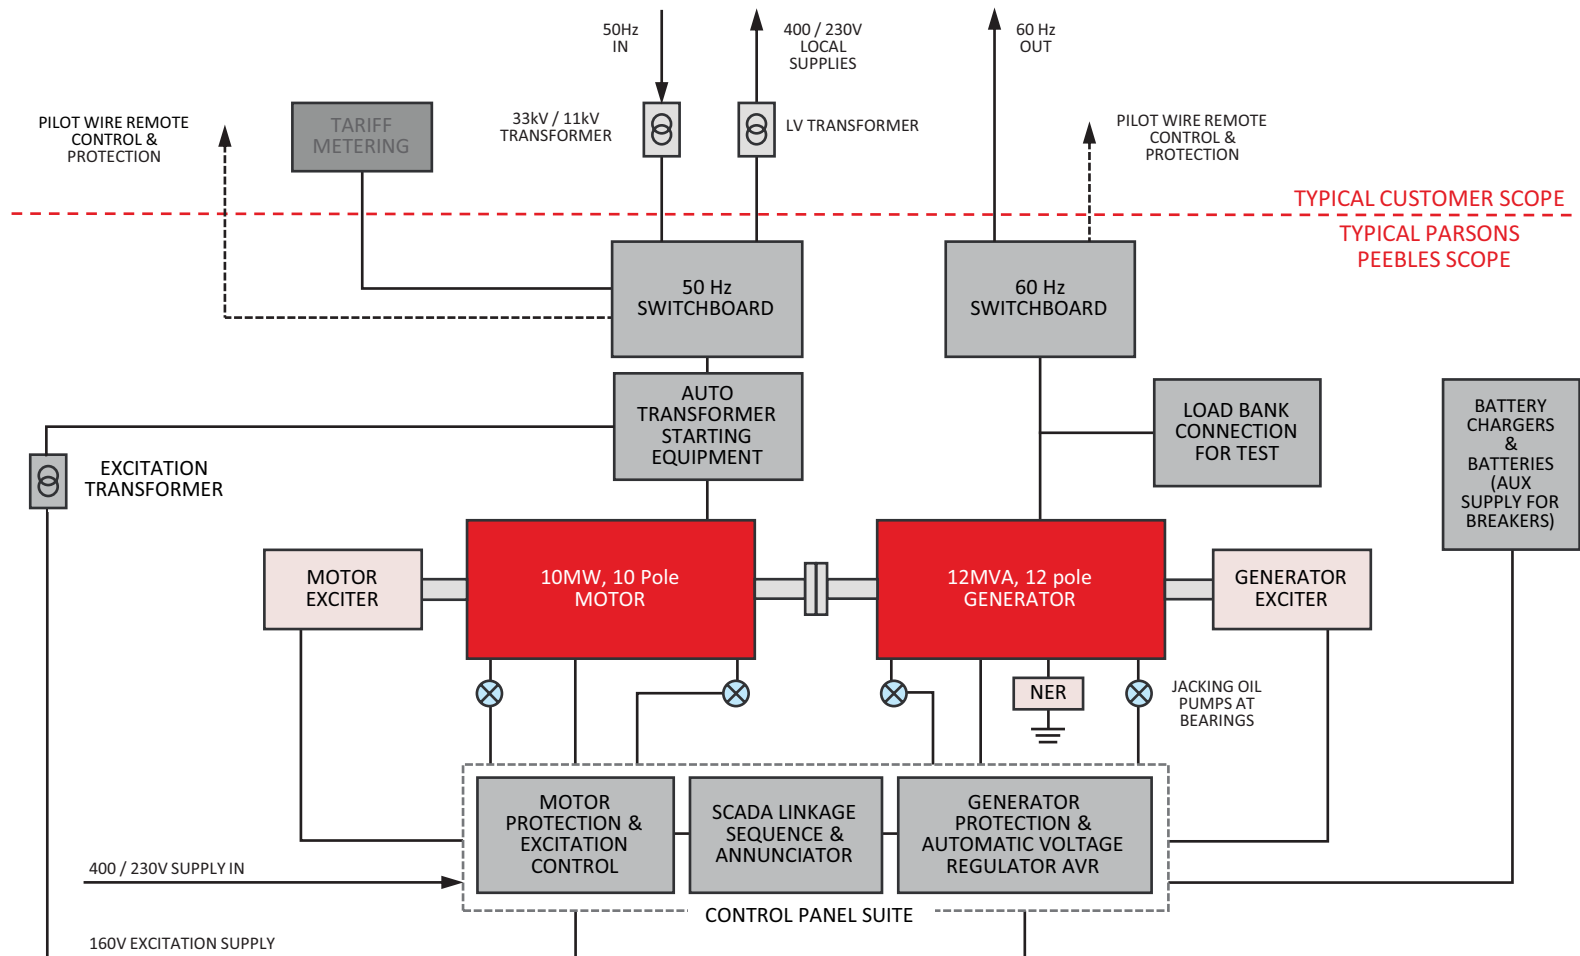 50Hz
IN
400 / 230V
LOCAL
SUPPLIES
60 Hz
OUT
PILOT WIRE REMOTE
CONTROL &
PROTECTION
TARIFF
METERING
33kV / 11kV
TRANSFORMER
LV TRANSFORMER
PILOT WIRE REMOTE
CONTROL &
PROTECTION
TYPICAL CUSTOMER SCOPE
TYPICAL PARSONS
PEEBLES SCOPE
50 Hz
SWITCHBOARD
60 Hz
SWITCHBOARD
AUTO
TRANSFORMER
STARTING
EQUIPMENT
LOAD BANK
CONNECTION
FOR TEST
BATTERY
CHARGERS
&
BATTERIES
(AUX
SUPPLY FOR
BREAKERS)
EXCITATION
TRANSFORMER
MOTOR
EXCITER
10MW, 10 Pole
MOTOR
12MVA, 12 pole
GENERATOR
GENERATOR
EXCITER
NER
JACKING OIL
PUMPS AT
BEARINGS
MOTOR
PROTECTION &
EXCITATION
CONTROL
SCADA LINKAGE
SEQUENCE &
ANNUNCIATOR
GENERATOR
PROTECTION &
AUTOMATIC VOLTAGE
REGULATOR AVR
400 / 230V SUPPLY IN
CONTROL PANEL SUITE
160V EXCITATION SUPPLY